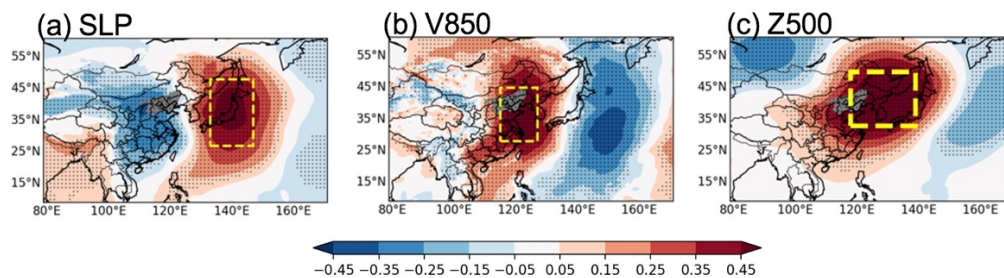 (a) SLP (b) V850 (c) Z500
55°N 55°N 55°N
45°N 45°N 45°N
35°N 35°N 35°N
25°N 25°N 25°N
15°N 15°N 15°N
80°E 100°E 120°E 140°E 160°E 80°E 100°E 120°E 140°E 160°E 80°E 100°E 120°E 140°E 160°E
−0.45 −0.35 −0.25 −0.15 −0.05 0.05 0.15 0.25 0.35 0.45